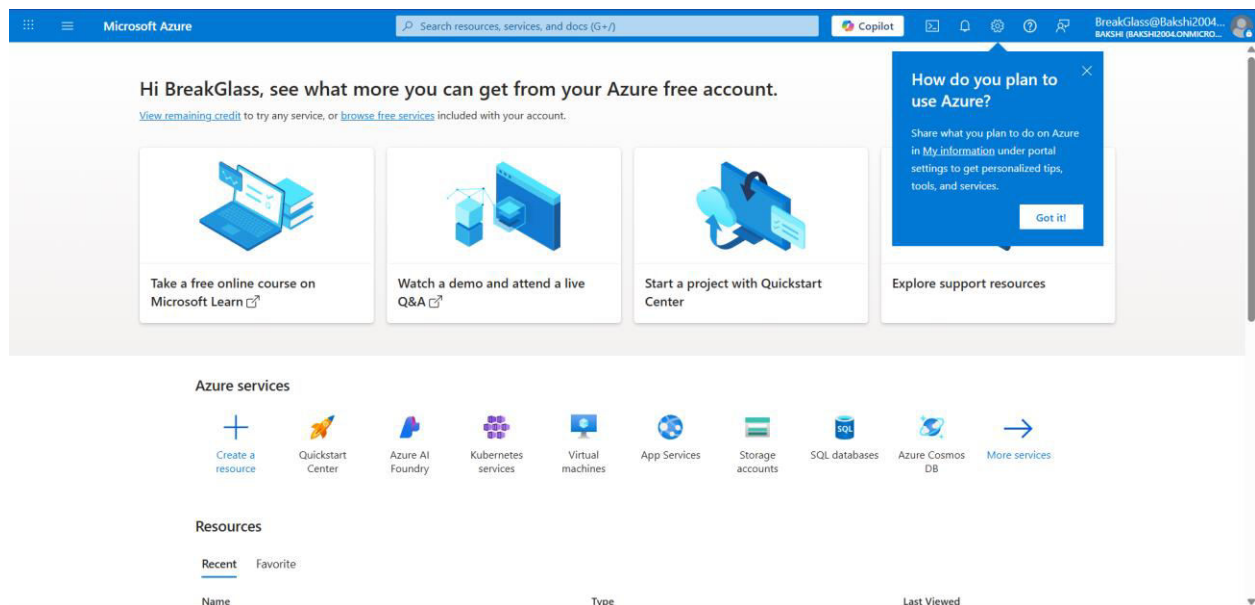 Microsoft Azure
Search resources, services, and docs (G+/)
Copilot
BreakGlass@Bakshi2004...
BAKSHI (BAKSHI2004.ONMICRO...
Hi BreakGlass, see what more you can get from your Azure free account.
View remaining credit to try any service, or browse free services included with your account.
How do you plan to
use Azure?
Share what you plan to do on Azure
in My information under portal
settings to get personalized tips,
tools, and services.
Got it!
Take a free online course on
Microsoft Learn
Watch a demo and attend a live
Q&A
Start a project with Quickstart
Center
Explore support resources
Azure services
Create a
resource
Quickstart
Center
Azure AI
Foundry
Kubernetes
services
Virtual
machines
App Services
Storage
accounts
SQL
SQL databases
Azure Cosmos
DB
More services
Resources
Recent Favorite
Name Type Last Viewed